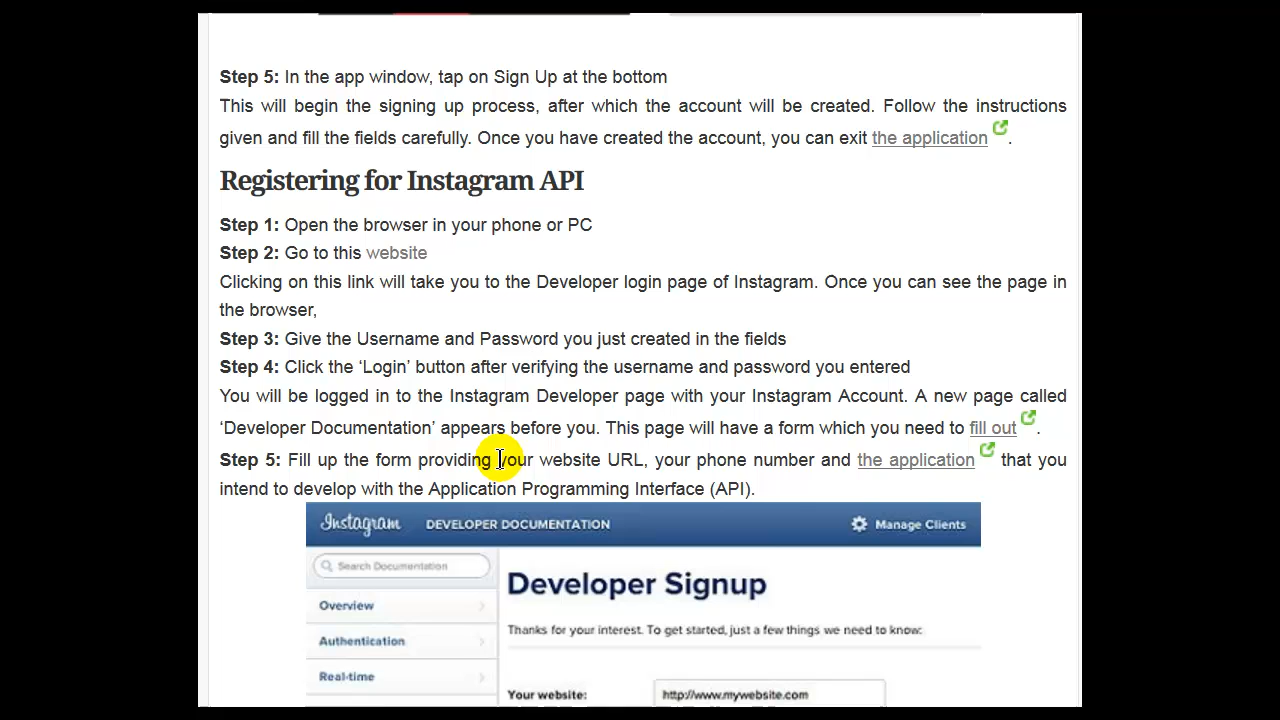 Step 5: In the app window, tap on Sign Up at the bottom
This will begin the signing up process, after which the account will be created. Follow the instructions
given and fill the fields carefully. Once you have created the account, you can exit the application .
Registering for Instagram API
Step 1: Open the browser in your phone or PC
Step 2: Go to this website
Clicking on this link will take you to the Developer login page of Instagram. Once you can see the page in
the browser,
Step 3: Give the Username and Password you just created in the fields
Step 4: Click the ‘Login’ button after verifying the username and password you entered
You will be logged in to the Instagram Developer page with your Instagram Account. A new page called
‘Developer Documentation’ appears before you. This page will have a form which you need to fill out .
Step 5: Fill up the form providing your website URL, your phone number and the application that you
intend to develop with the Application Programming Interface (API).
Instagram DEVELOPER DOCUMENTATION Manage Clients
Search Documentation
Developer Signup
Overview
Thanks for your interest. To get started, just a few things we need to know:
Authentication
Real-time
Your website: http://www.mywebsite.com